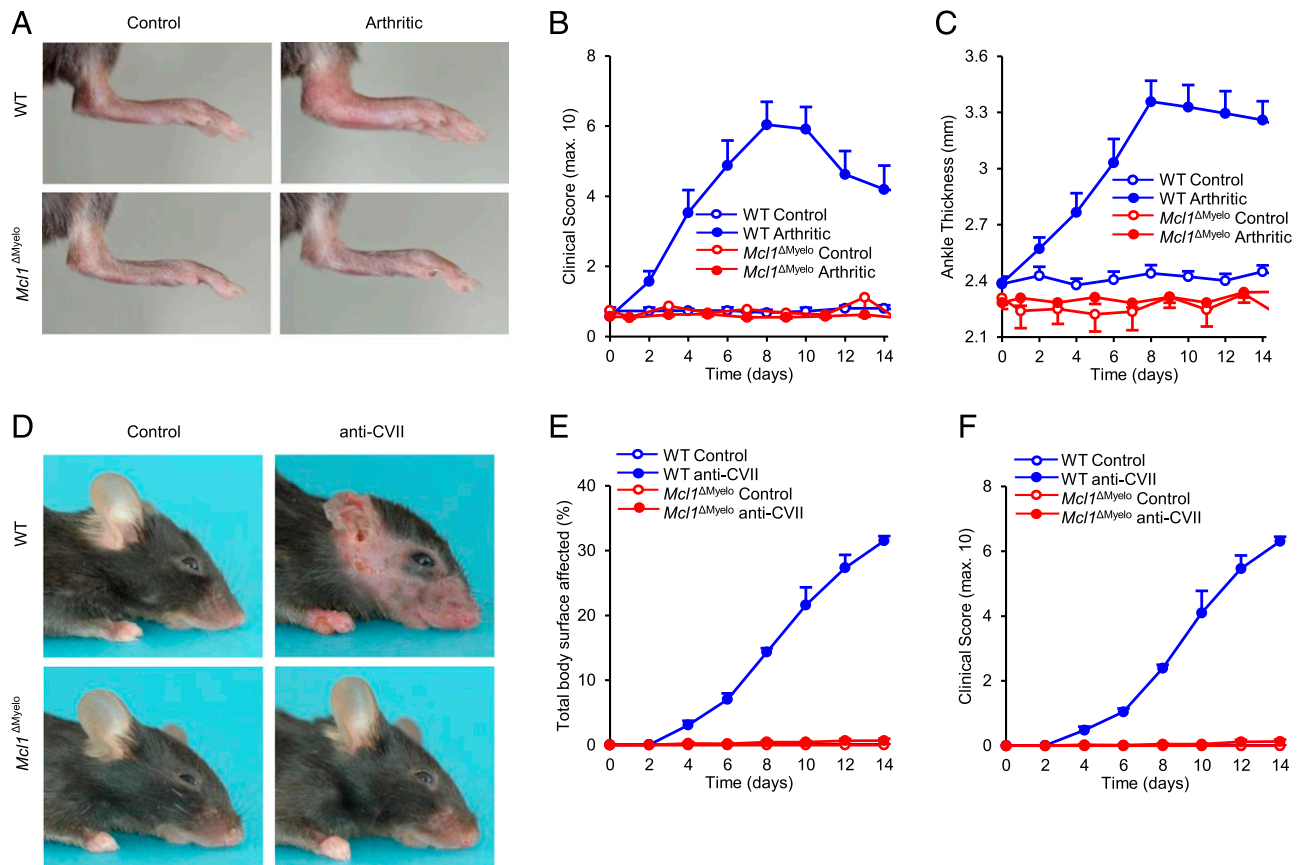 A
Control
Arthritic
WT
Mcl1 ΔMyelo
B
Clinical Score (max. 10)
8
6
4
2
0
WT Control
WT Arthritic
Mcl1ΔMyelo Control
Mcl1ΔMyelo Arthritic
0 2 4 6 8 10 12 14
Time (days)
C
Ankle Thickness (mm)
3.6
3.3
3.0
2.7
2.4
2.1
WT Control
WT Arthritic
Mcl1ΔMyelo Control
Mcl1ΔMyelo Arthritic
0 2 4 6 8 10 12 14
Time (days)
D
Control
anti-CVII
WT
Mcl1 ΔMyelo
E
WT Control
WT anti-CVII
Mcl1ΔMyelo Control
Mcl1ΔMyelo anti-CVII
Total body surface affected (%)
40
30
20
10
0
0 2 4 6 8 10 12 14
Time (days)
F
WT Control
WT anti-CVII
Mcl1ΔMyelo Control
Mcl1ΔMyelo anti-CVII
Clinical Score (max. 10)
8
6
4
2
0
0 2 4 6 8 10 12 14
Time (days)